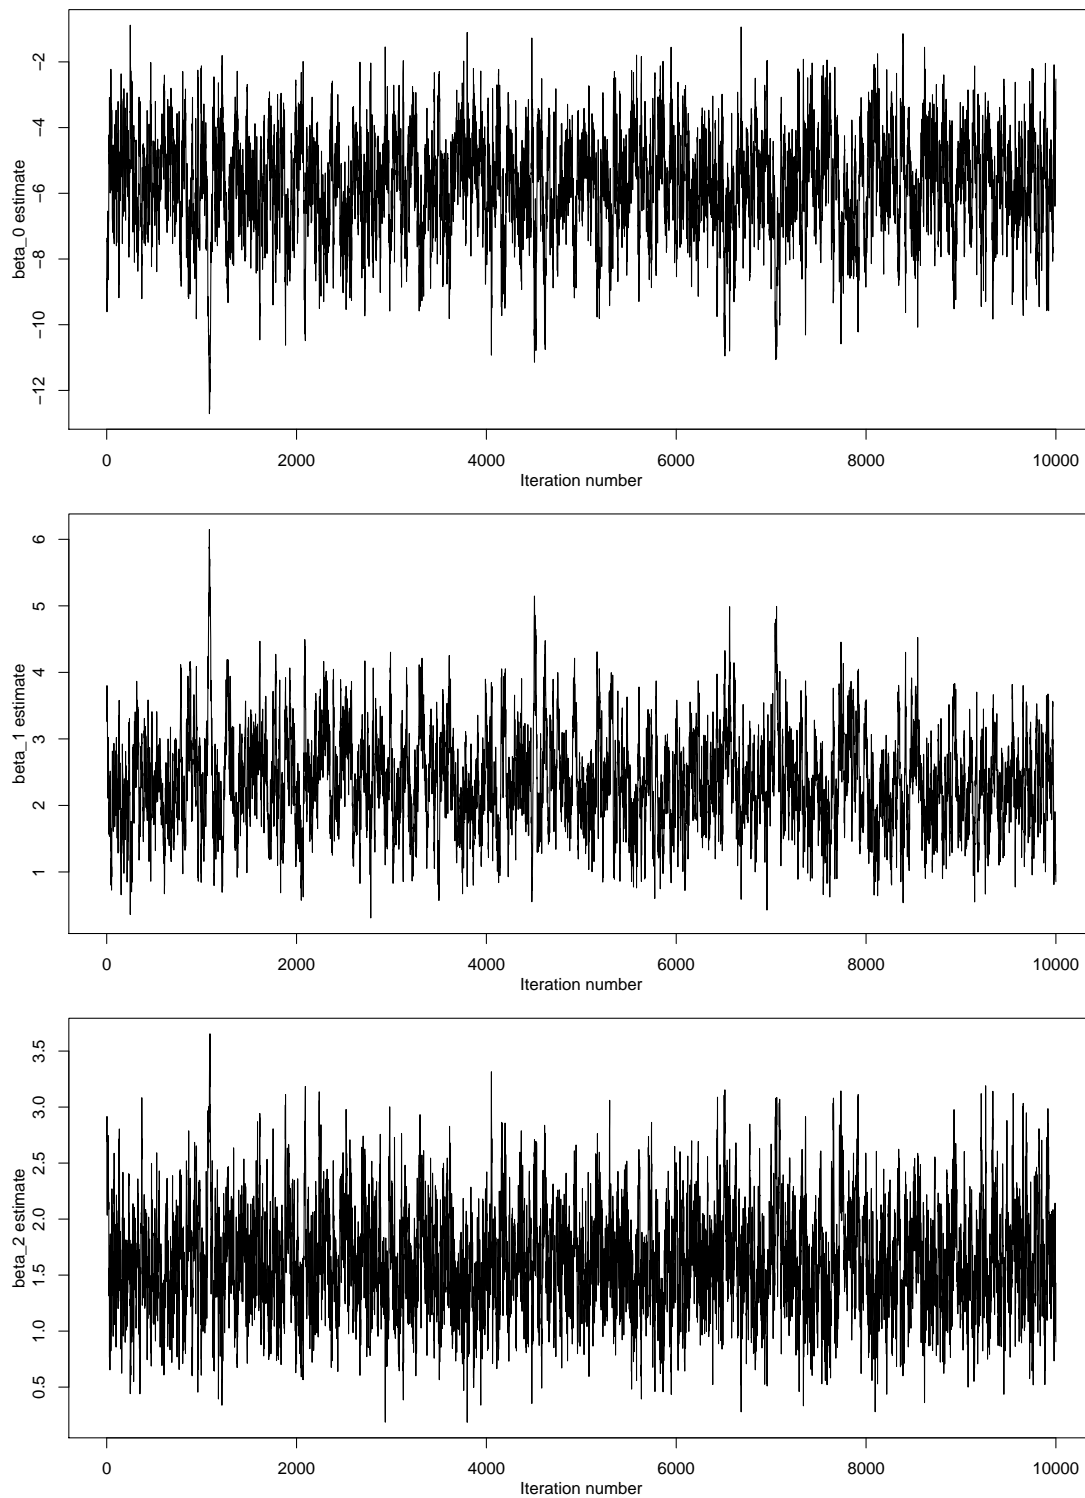 beta_0 estimate
−2
−4
−6
−8
−10
−12
0 2000 4000 6000 8000 10000
Iteration number
beta_1 estimate
6
5
4
3
2
1
0 2000 4000 6000 8000 10000
Iteration number
beta_2 estimate
3.5
3.0
2.5
2.0
1.5
1.0
0.5
0 2000 4000 6000 8000 10000
Iteration number